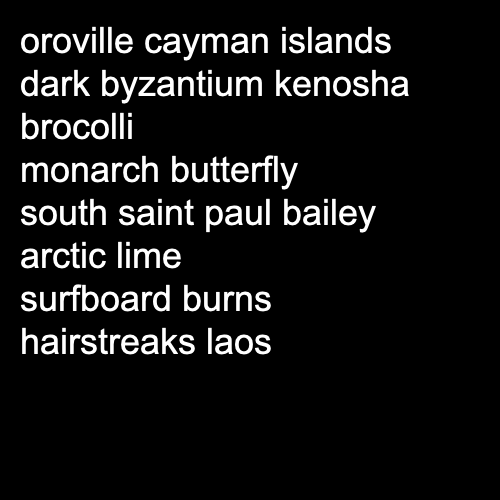 oroville cayman islands
dark byzantium kenosha
brocolli
monarch butterfly
south saint paul bailey
arctic lime
surfboard burns
hairstreaks laos